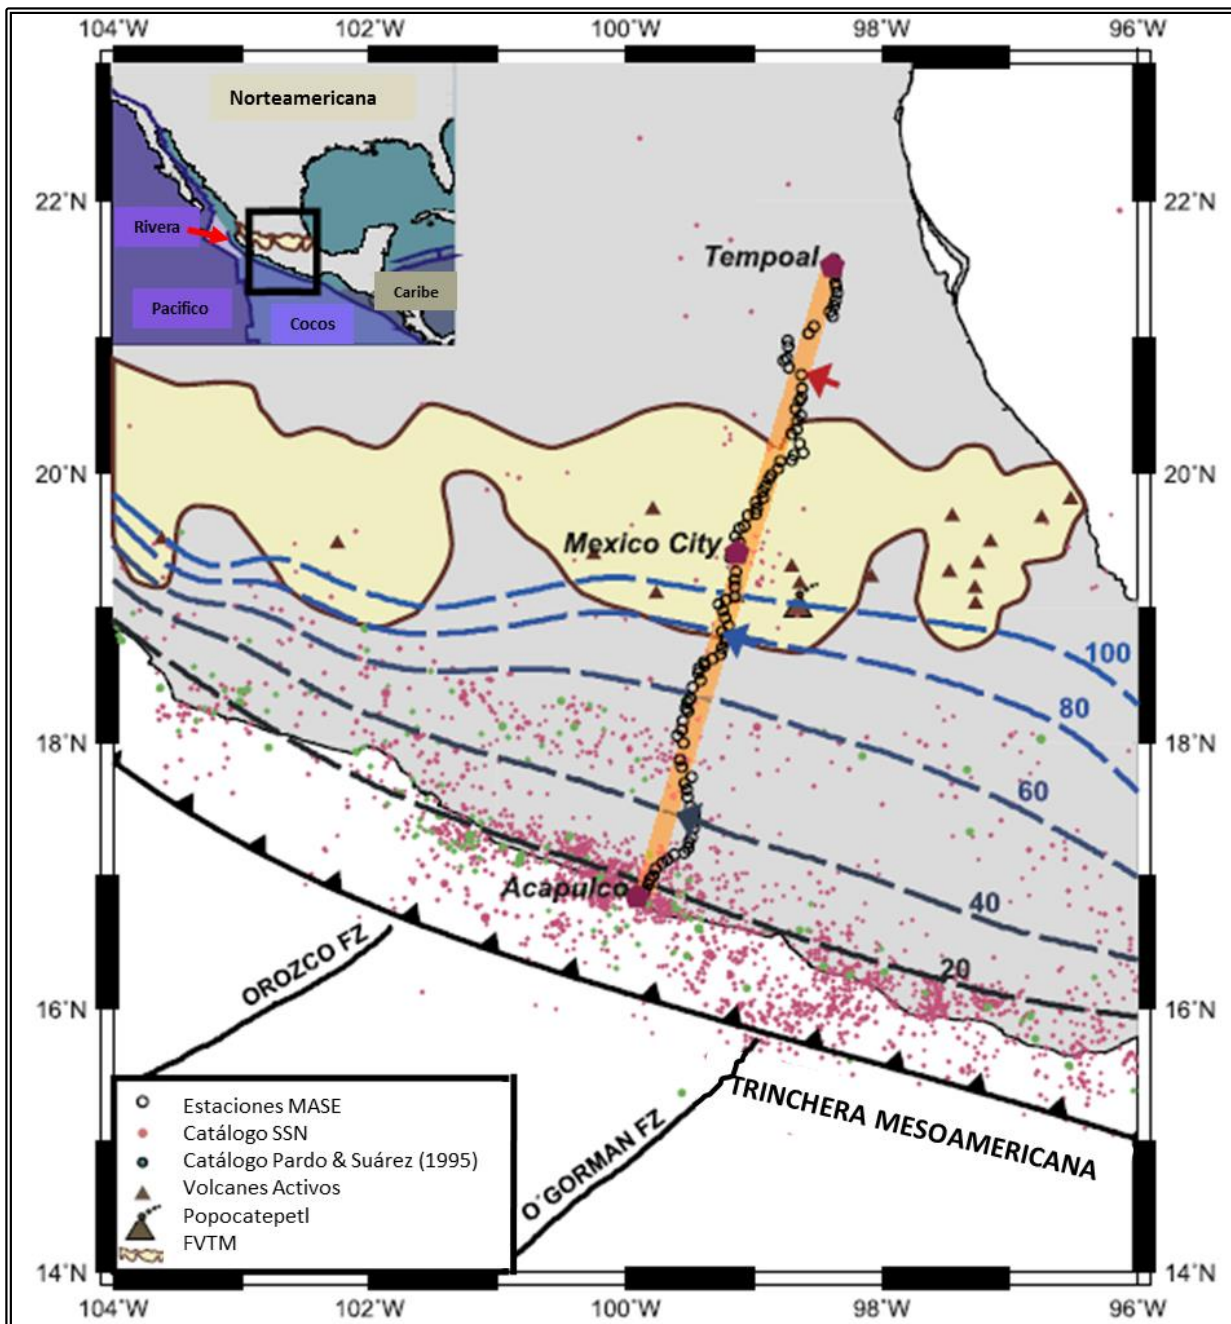 104°W 102°W 100°W 98°W 96°W
Norteamericana
22°N 22°N
Rivera
Tempoal
Caribe
Pacifico
Cocos
20°N 20°N
Mexico City
100
80
18°N 18°N
60
Acapulco
40
20
OROZCO FZ
16°N 16°N
TRINCHERA MESOAMERICANA
O´GORMAN FZ
Estaciones MASE
Catálogo SSN
Catálogo Pardo & Suárez (1995)
Volcanes Activos
Popocatepetl
FVTM
14°N 14°N
104°W 102°W 100°W 98°W 96°W